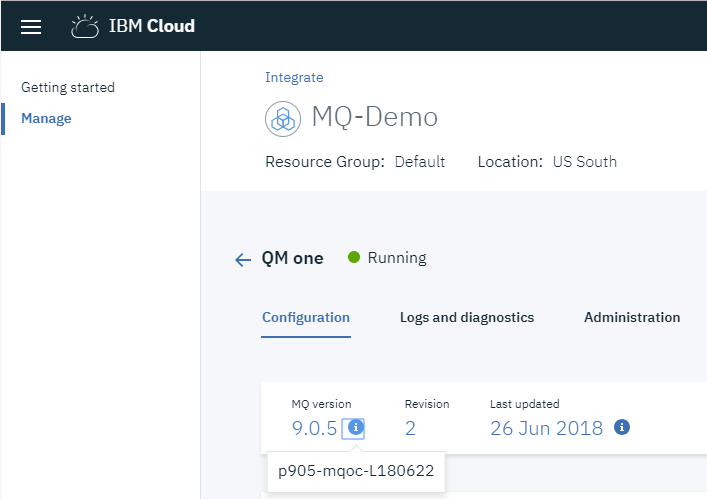 IBM Cloud
Getting started
Manage
Integrate
MQ-Demo
Resource Group: Default Location: US South
QM one Running
Configuration Logs and diagnostics Administration
MQ version Revision Last updated
9.0.5 2 26 Jun 2018
p905-mqoc-L180622